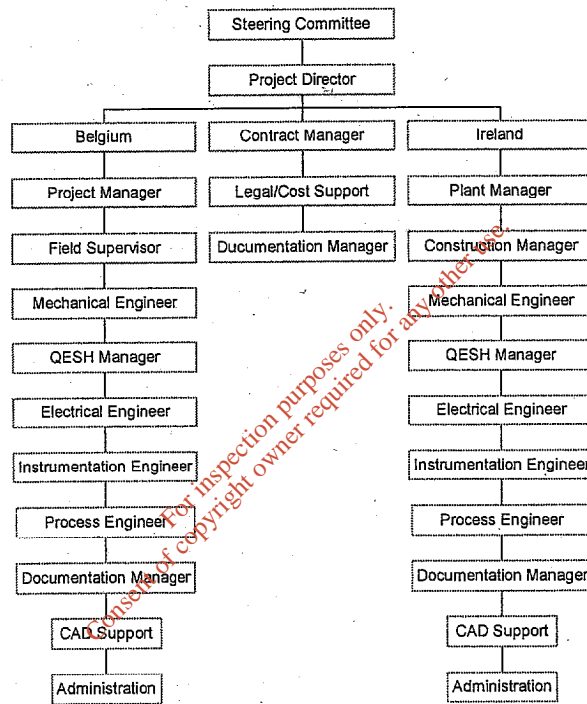 Steering Committee
Project Director
Belgium
Contract Manager
Ireland
Project Manager
Legal/Cost Support
Plant Manager
Field Supervisor
Ducumentation Manager
Construction Manager
Mechanical Engineer
Mechanical Engineer
QESH Manager
QESH Manager
Electrical Engineer
Electrical Engineer
Instrumentation Engineer
Instrumentation Engineer
Process Engineer
Process Engineer
Documentation Manager
Documentation Manager
CAD Support
CAD Support
Administration
Administration
For inspection purposes only.
Consent of copyright owner required for any other use.